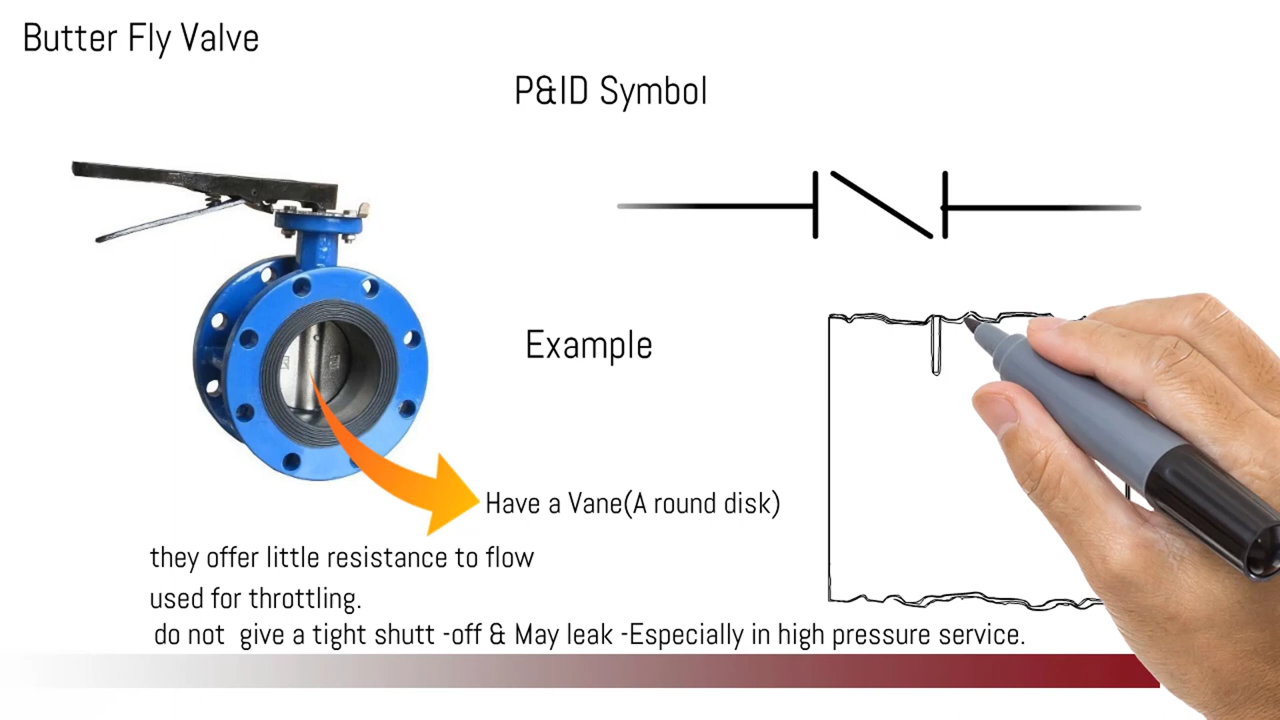 Butter Fly Valve
P&ID Symbol
Example
Have a Vane(A round disk)
they offer little resistance to flow
used for throttling.
do not give a tight shutt -off & May leak -Especially in high pressure service.